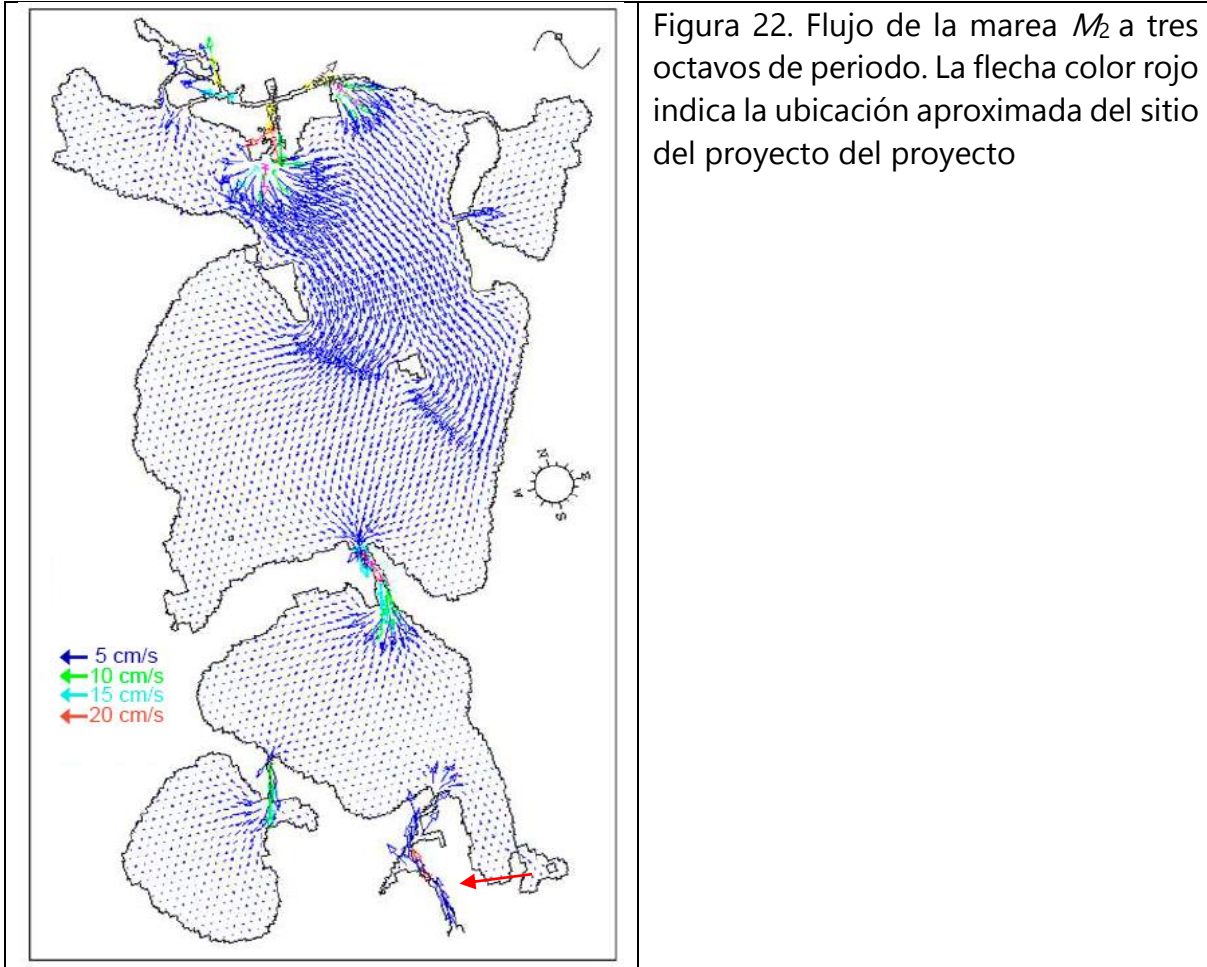 Figura 22. Flujo de la marea M2 a tres
octavos de periodo. La flecha color rojo
indica la ubicación aproximada del sitio
del proyecto del proyecto
N
E
W
S
5 cm/s
10 cm/s
15 cm/s
20 cm/s